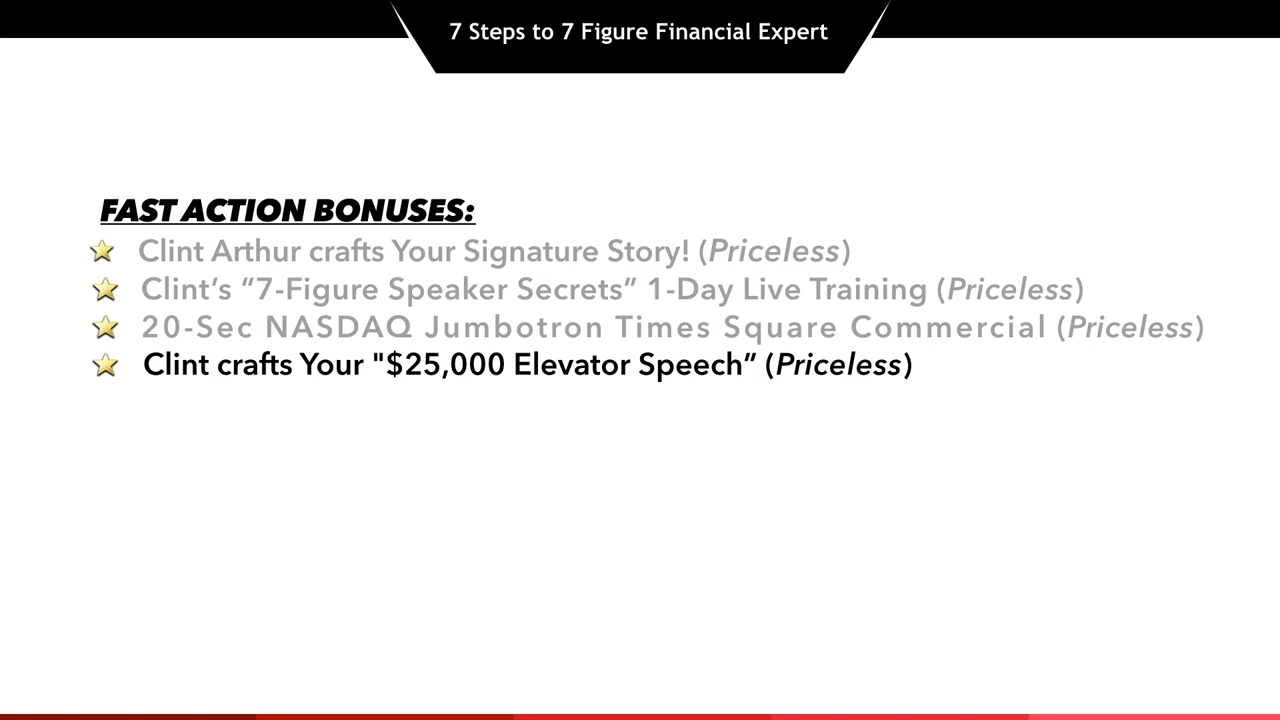 7 Steps to 7 Figure Financial Expert
FAST ACTION BONUSES:
Clint Arthur crafts Your Signature Story! (Priceless)
Clint’s “7-Figure Speaker Secrets” 1-Day Live Training (Priceless)
20-Sec NASDAQ Jumbotron Times Square Commercial (Priceless)
Clint crafts Your "$25,000 Elevator Speech” (Priceless)